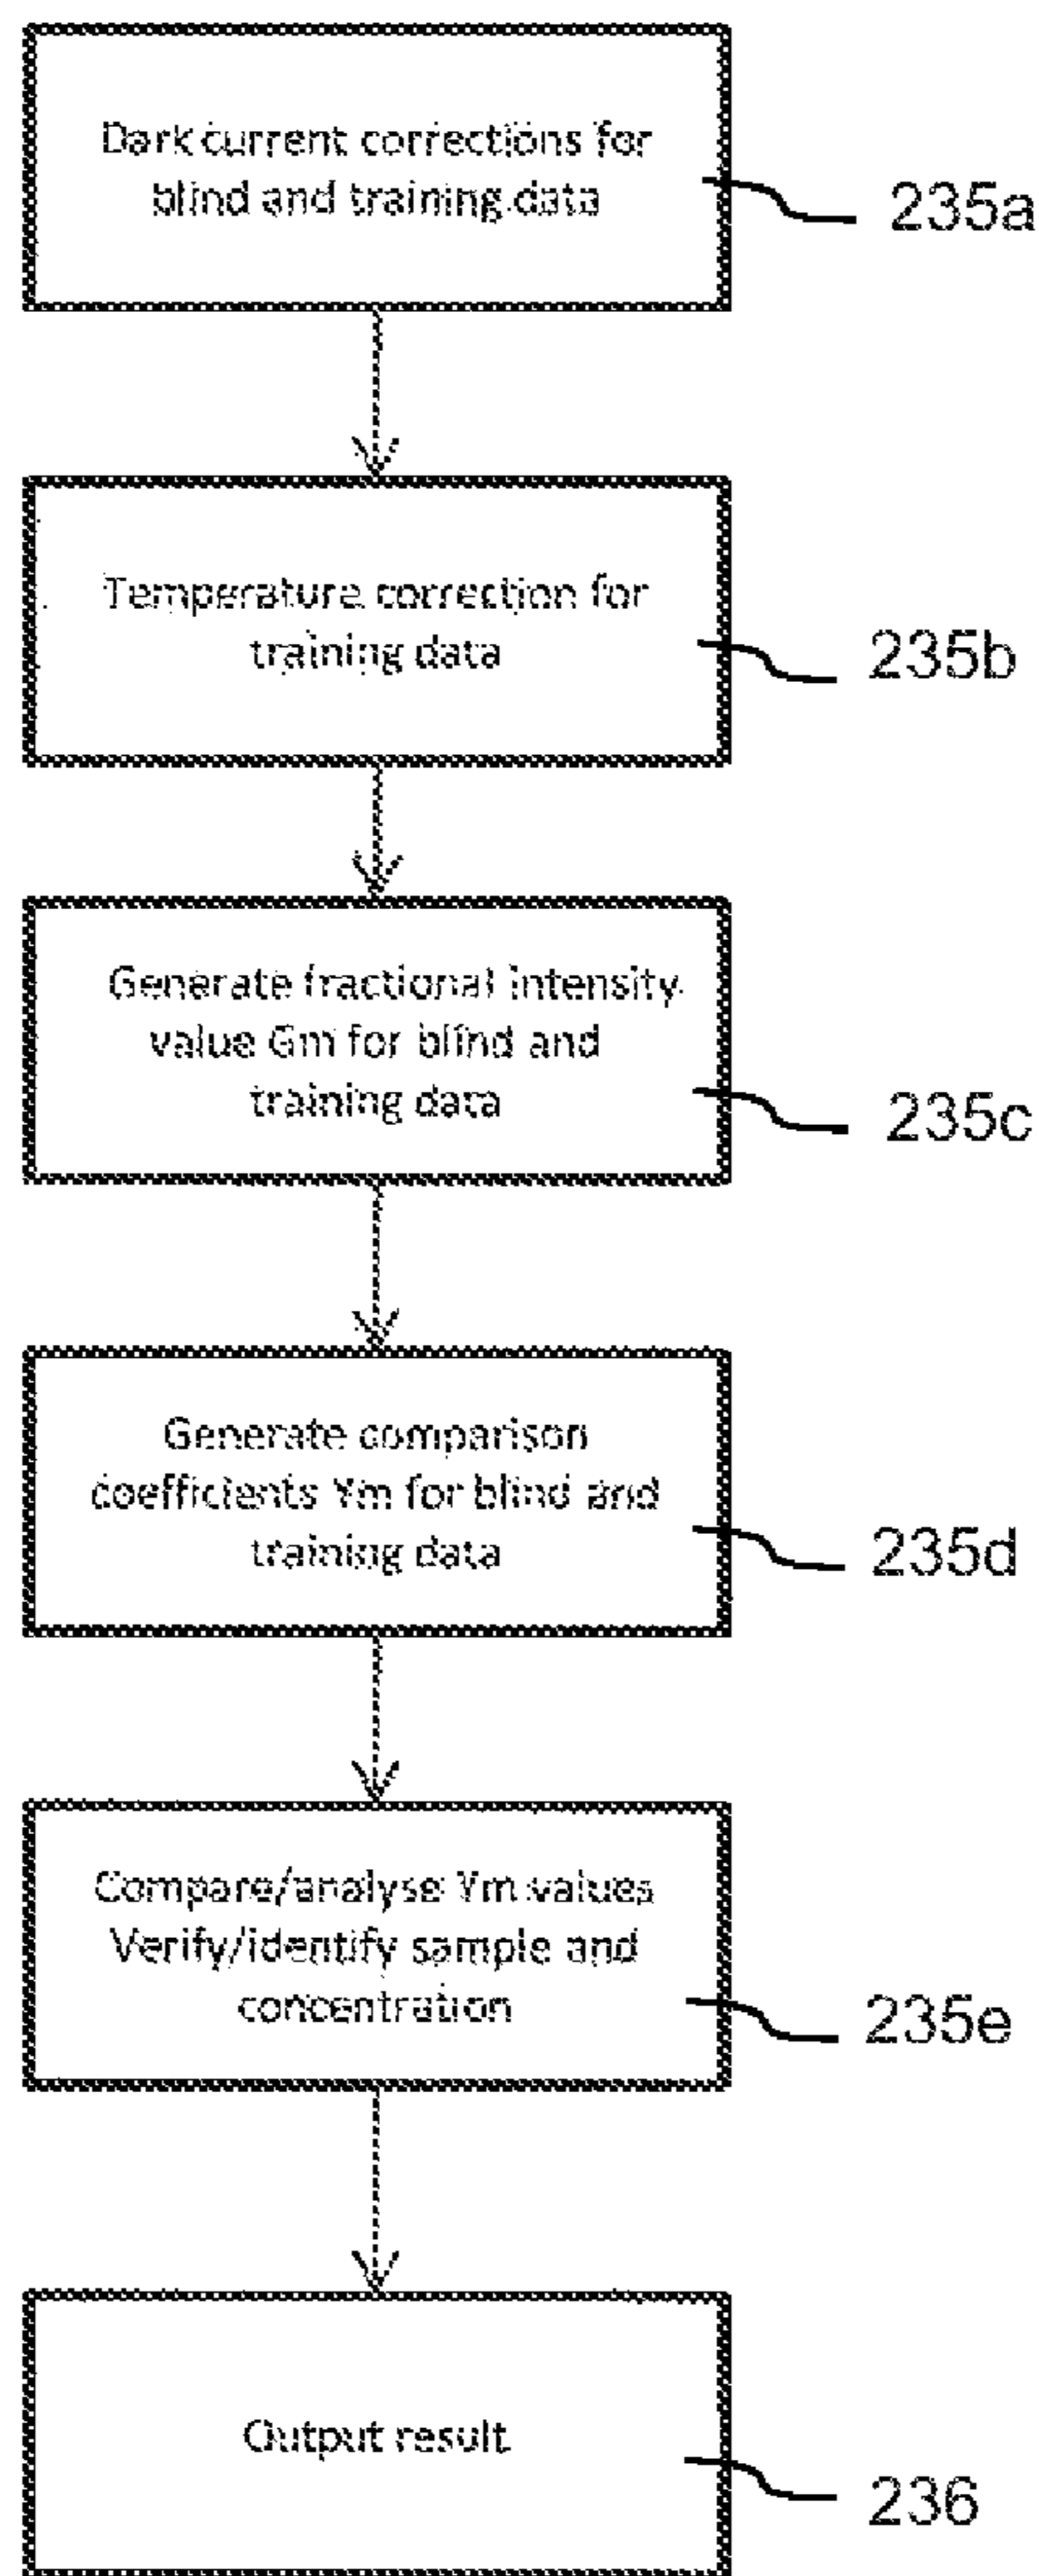 Dark current corrections for
blind and training data
235a
Temperature correction for
training data
235b
Generate fractional intensity
value Gm for blind and
training data
235c
Generate comparison
coefficients Ym for blind and
training data
235d
Compare/analyse Ym values
Verify/identify sample and
concentration
235e
Output result
236